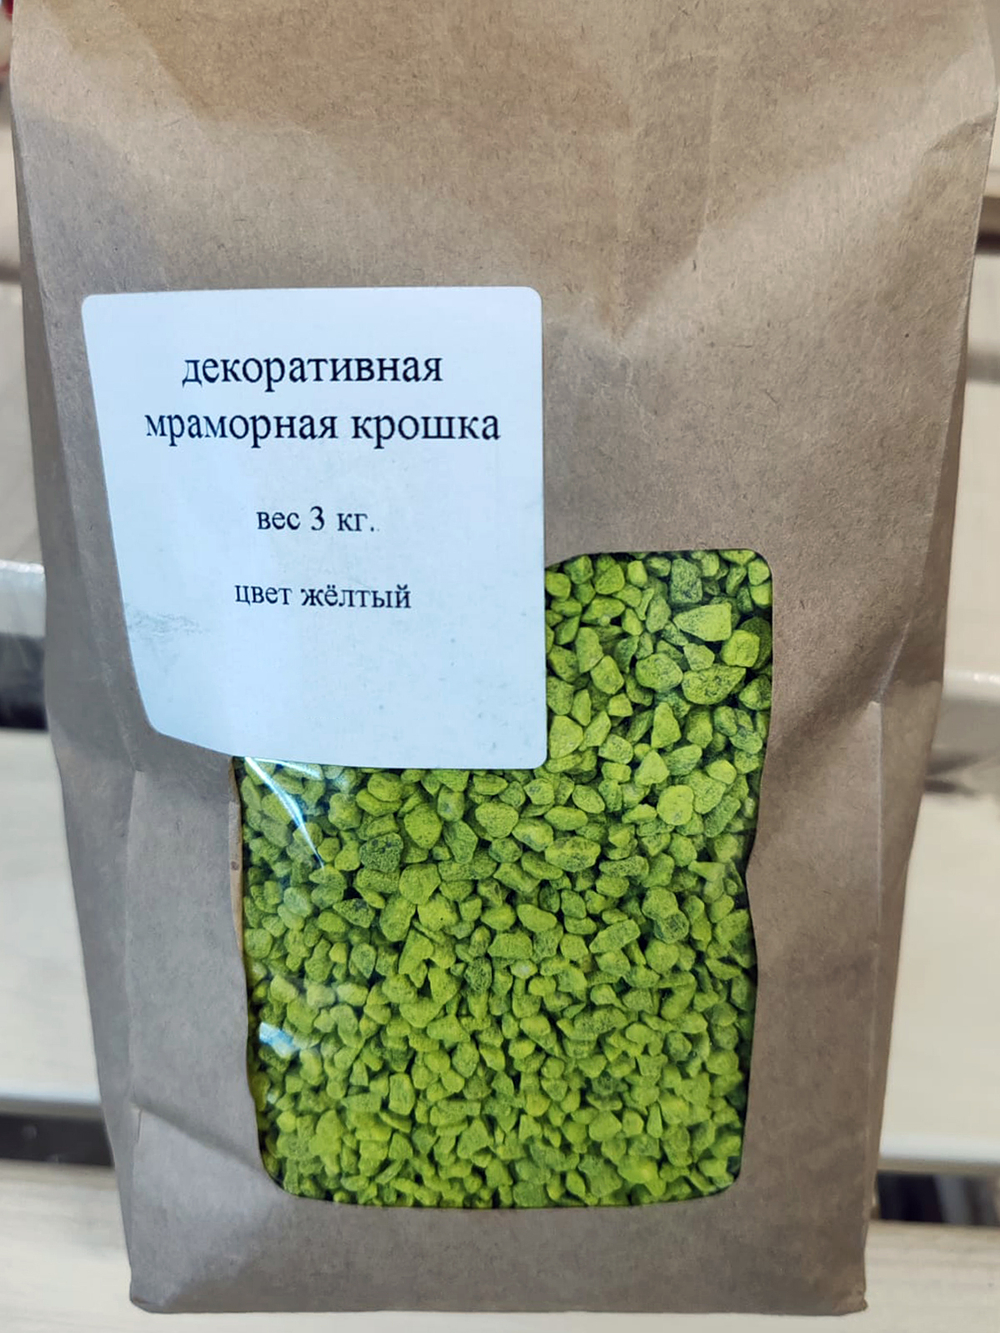 декоративная
мраморная крошка
вес 3 кг.
цвет жёлтый